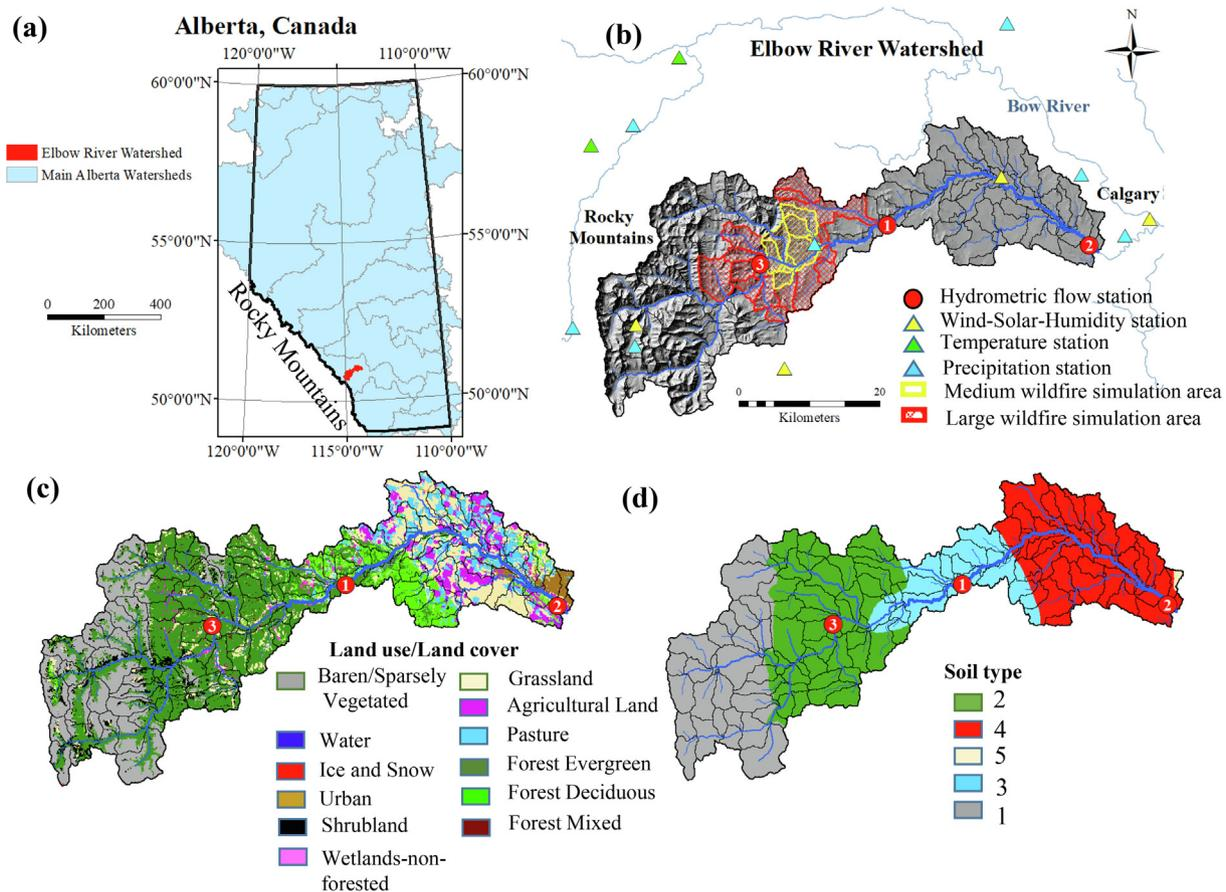 (a)
Alberta, Canada
120°0'0"W
110°0'0"W
60°0'0"N
60°0'0"N
Elbow River Watershed
Main Alberta Watersheds
55°0'0"N
55°0'0"N
0 200 400
Kilometers
Rocky Mountains
50°0'0"N
50°0'0"N
120°0'0"W
115°0'0"W
110°0'0"W
(b)
Elbow River Watershed
N
Bow River
Calgary
Rocky
Mountains
1
2
3
Hydrometric flow station
Wind-Solar-Humidity station
Temperature station
Precipitation station
Medium wildfire simulation area
Large wildfire simulation area
0 20
Kilometers
(c)
1
2
3
Land use/Land cover
Baren/Sparsely
Vegetated
Water
Ice and Snow
Urban
Shrubland
Wetlands-non-
forested
Grassland
Agricultural Land
Pasture
Forest Evergreen
Forest Deciduous
Forest Mixed
(d)
1
2
3
Soil type
2
4
5
3
1